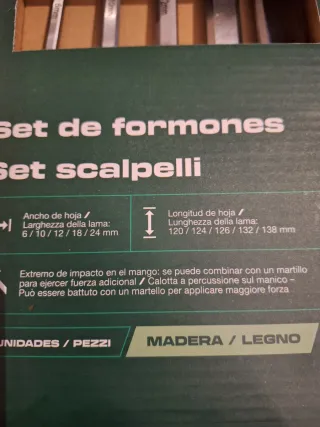 Set de formones
Set scalpelli
Ancho de hoja /
Larghezza della lama:
6 / 10 / 12 / 18 / 24 mm
Longitud de hoja /
Lunghezza della lama:
120 / 124 / 126 / 132 / 138 mm
Extremo de impacto en el mango: se puede combinar con un martillo
para ejercer fuerza adicional / Calotta a percussione sul manico –
Può essere battuto con un martello per applicare maggiore forza
UNIDADES / PEZZI
MADERA / LEGNO